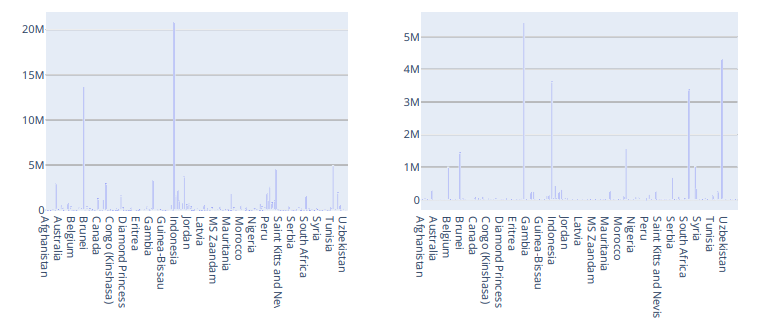 20M
15M
10M
5M
0
Afghanistan
Australia
Belgium
Brunei
Canada
Congo (Kinshasa)
Diamond Princess
Eritrea
Gambia
Guinea-Bissau
Indonesia
Jordan
Latvia
MS Zaandam
Mauritania
Morocco
Nigeria
Peru
Saint Kitts and Nev
Serbia
South Africa
Syria
Tunisia
Uzbekistan
5M
4M
3M
2M
1M
0
Afghanistan
Australia
Belgium
Brunei
Canada
Congo (Kinshasa)
Diamond Princess
Eritrea
Gambia
Guinea-Bissau
Indonesia
Jordan
Latvia
MS Zaandam
Mauritania
Morocco
Nigeria
Peru
Saint Kitts and Nevis
Serbia
South Africa
Syria
Tunisia
Uzbekistan